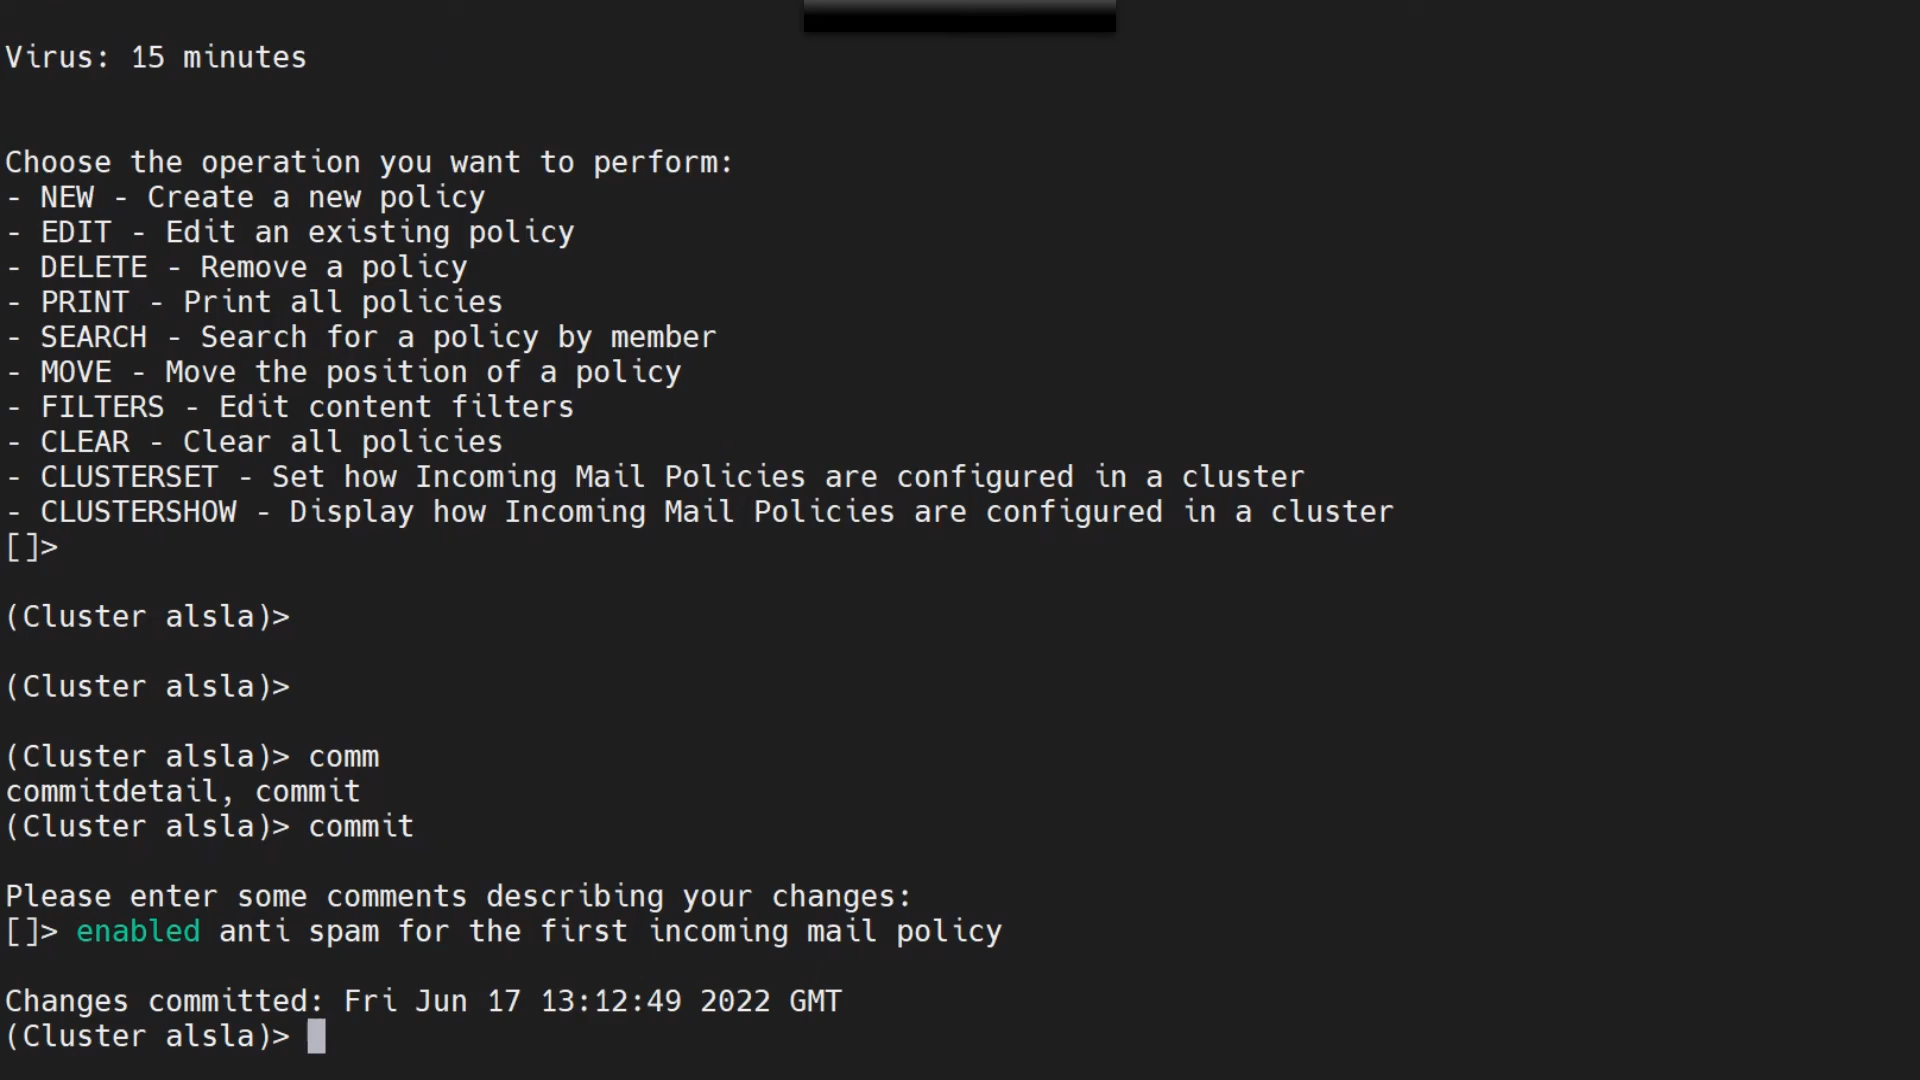 Virus: 15 minutes
Choose the operation you want to perform:
- NEW - Create a new policy
- EDIT - Edit an existing policy
- DELETE - Remove a policy
- PRINT - Print all policies
- SEARCH - Search for a policy by member
- MOVE - Move the position of a policy
- FILTERS - Edit content filters
- CLEAR - Clear all policies
- CLUSTERSET - Set how Incoming Mail Policies are configured in a cluster
- CLUSTERSHOW - Display how Incoming Mail Policies are configured in a cluster
[]>
(Cluster alsla)>
(Cluster alsla)>
(Cluster alsla)> comm
commitdetail, commit
(Cluster alsla)> commit
Please enter some comments describing your changes:
[]> enabled anti spam for the first incoming mail policy
Changes committed: Fri Jun 17 13:12:49 2022 GMT
(Cluster alsla)>